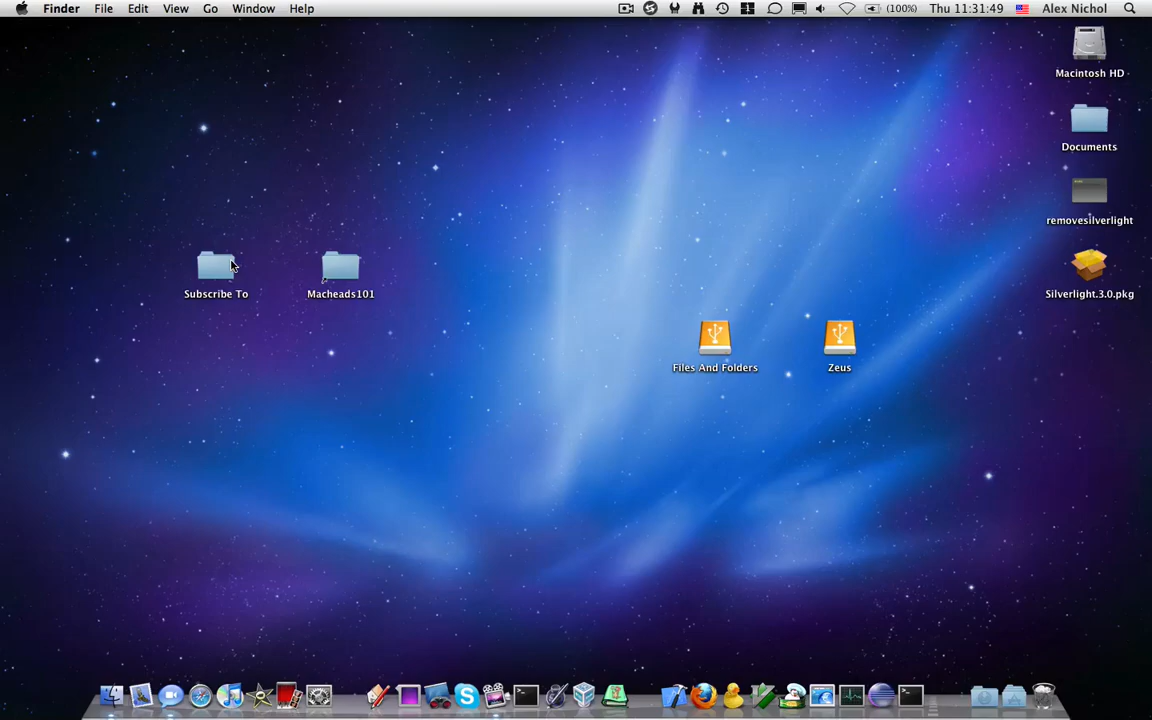 Finder File Edit View Go Window Help (100%) Thu 11:31:49 Alex Nichol
Macintosh HD
Documents
removesilverlight
Subscribe To Macheads101 Silverlight.3.0.pkg
Files And Folders Zeus